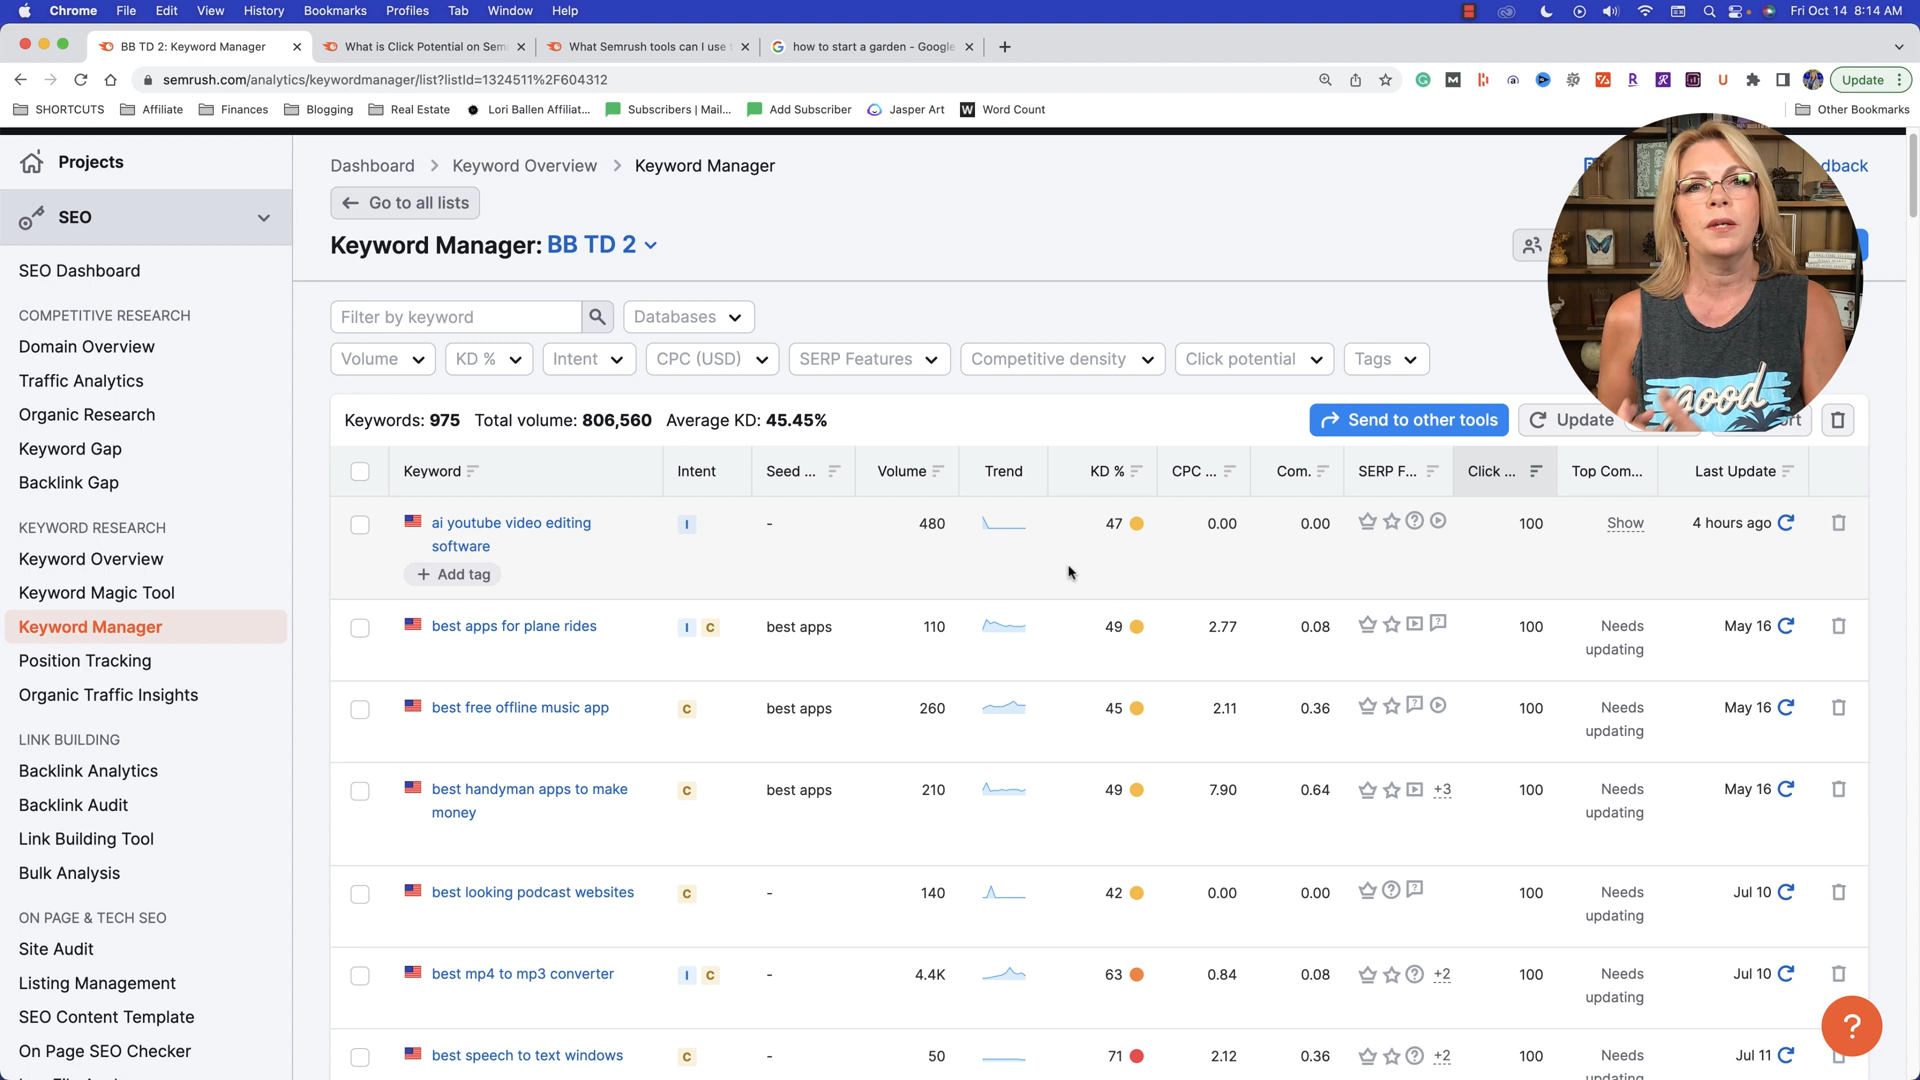 Chrome File Edit View History Bookmarks Profiles Tab Window Help Fri Oct 14 8:14 AM
BB TD 2: Keyword Manager What is Click Potential on Sem What Semrush tools can I use how to start a garden - Google
semrush.com/analytics/keywordmanager/list?listId=1324511%2F604312 Update
SHORTCUTS Affiliate Finances Blogging Real Estate Lori Ballen Affiliat... Subscribers | Mail... Add Subscriber Jasper Art Word Count Other Bookmarks
Projects
SEO
SEO Dashboard
COMPETITIVE RESEARCH
Domain Overview
Traffic Analytics
Organic Research
Keyword Gap
Backlink Gap
KEYWORD RESEARCH
Keyword Overview
Keyword Magic Tool
Keyword Manager
Position Tracking
Organic Traffic Insights
LINK BUILDING
Backlink Analytics
Backlink Audit
Link Building Tool
Bulk Analysis
ON PAGE & TECH SEO
Site Audit
Listing Management
SEO Content Template
On Page SEO Checker
Dashboard > Keyword Overview > Keyword Manager dback
← Go to all lists
Keyword Manager: BB TD 2
Filter by keyword Databases
Volume KD % Intent CPC (USD) SERP Features Competitive density Click potential Tags
good
Keywords: 975 Total volume: 806,560 Average KD: 45.45% Send to other tools Update rt
Keyword Intent Seed ... Volume Trend KD % CPC ... Com. SERP F... Click ... Top Com... Last Update
ai youtube video editing I - 480 47 0.00 0.00 100 Show 4 hours ago
software
+ Add tag
best apps for plane rides I C best apps 110 49 2.77 0.08 100 Needs May 16
updating
best free offline music app C best apps 260 45 2.11 0.36 100 Needs May 16
updating
best handyman apps to make C best apps 210 49 7.90 0.64 +3 100 Needs May 16
money updating
best looking podcast websites C - 140 42 0.00 0.00 100 Needs Jul 10
updating
best mp4 to mp3 converter I C - 4.4K 63 0.84 0.08 +2 100 Needs Jul 10
updating
best speech to text windows C - 50 71 2.12 0.36 +2 100 Needs Jul 11
updating
?